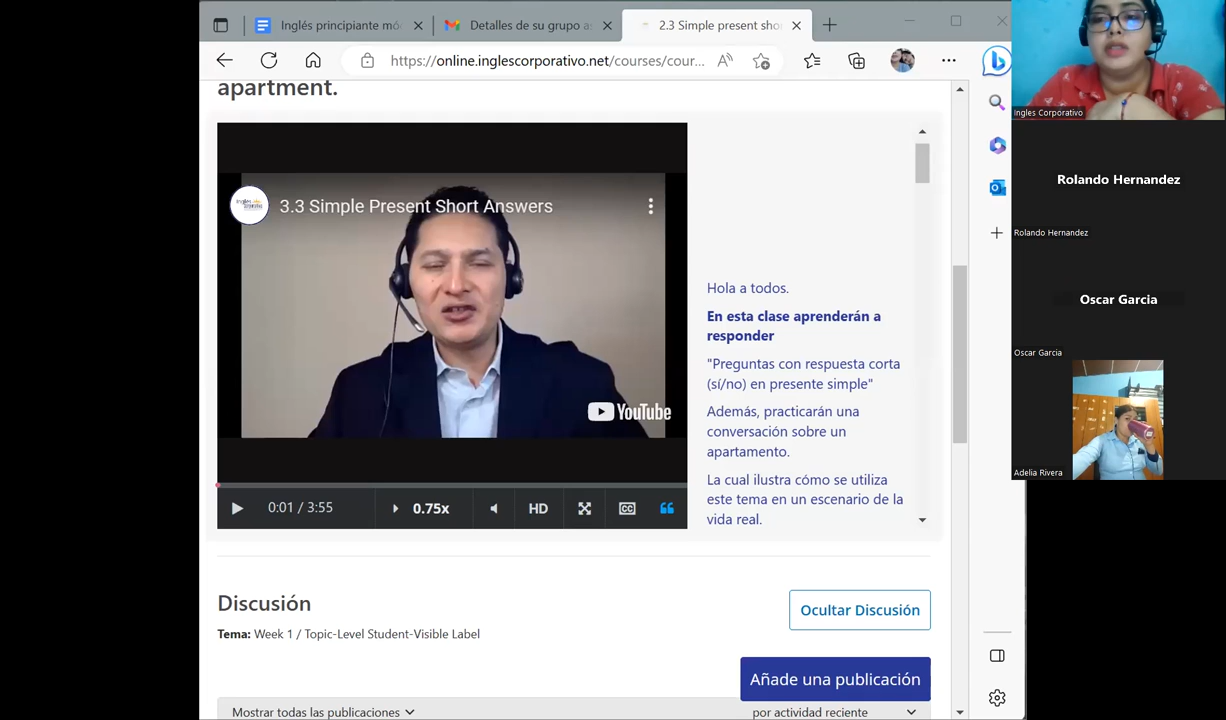 Inglés principiante mó
Detalles de su grupo as
2.3 Simple present sho
https://online.inglescorporativo.net/courses/cour...
apartment.
3.3 Simple Present Short Answers
YouTube
0:01 / 3:55
0.75x
HD
CC
Hola a todos.
En esta clase aprenderán a
responder
"Preguntas con respuesta corta
(sí/no) en presente simple"
Además, practicarán una
conversación sobre un
apartamento.
La cual ilustra cómo se utiliza
este tema en un escenario de la
vida real.
Discusión
Ocultar Discusión
Tema: Week 1 / Topic-Level Student-Visible Label
Añade una publicación
Mostrar todas las publicaciones
por actividad reciente
Ingles Corporativo
Rolando Hernandez
Rolando Hernandez
Oscar Garcia
Oscar Garcia
Adelia Rivera